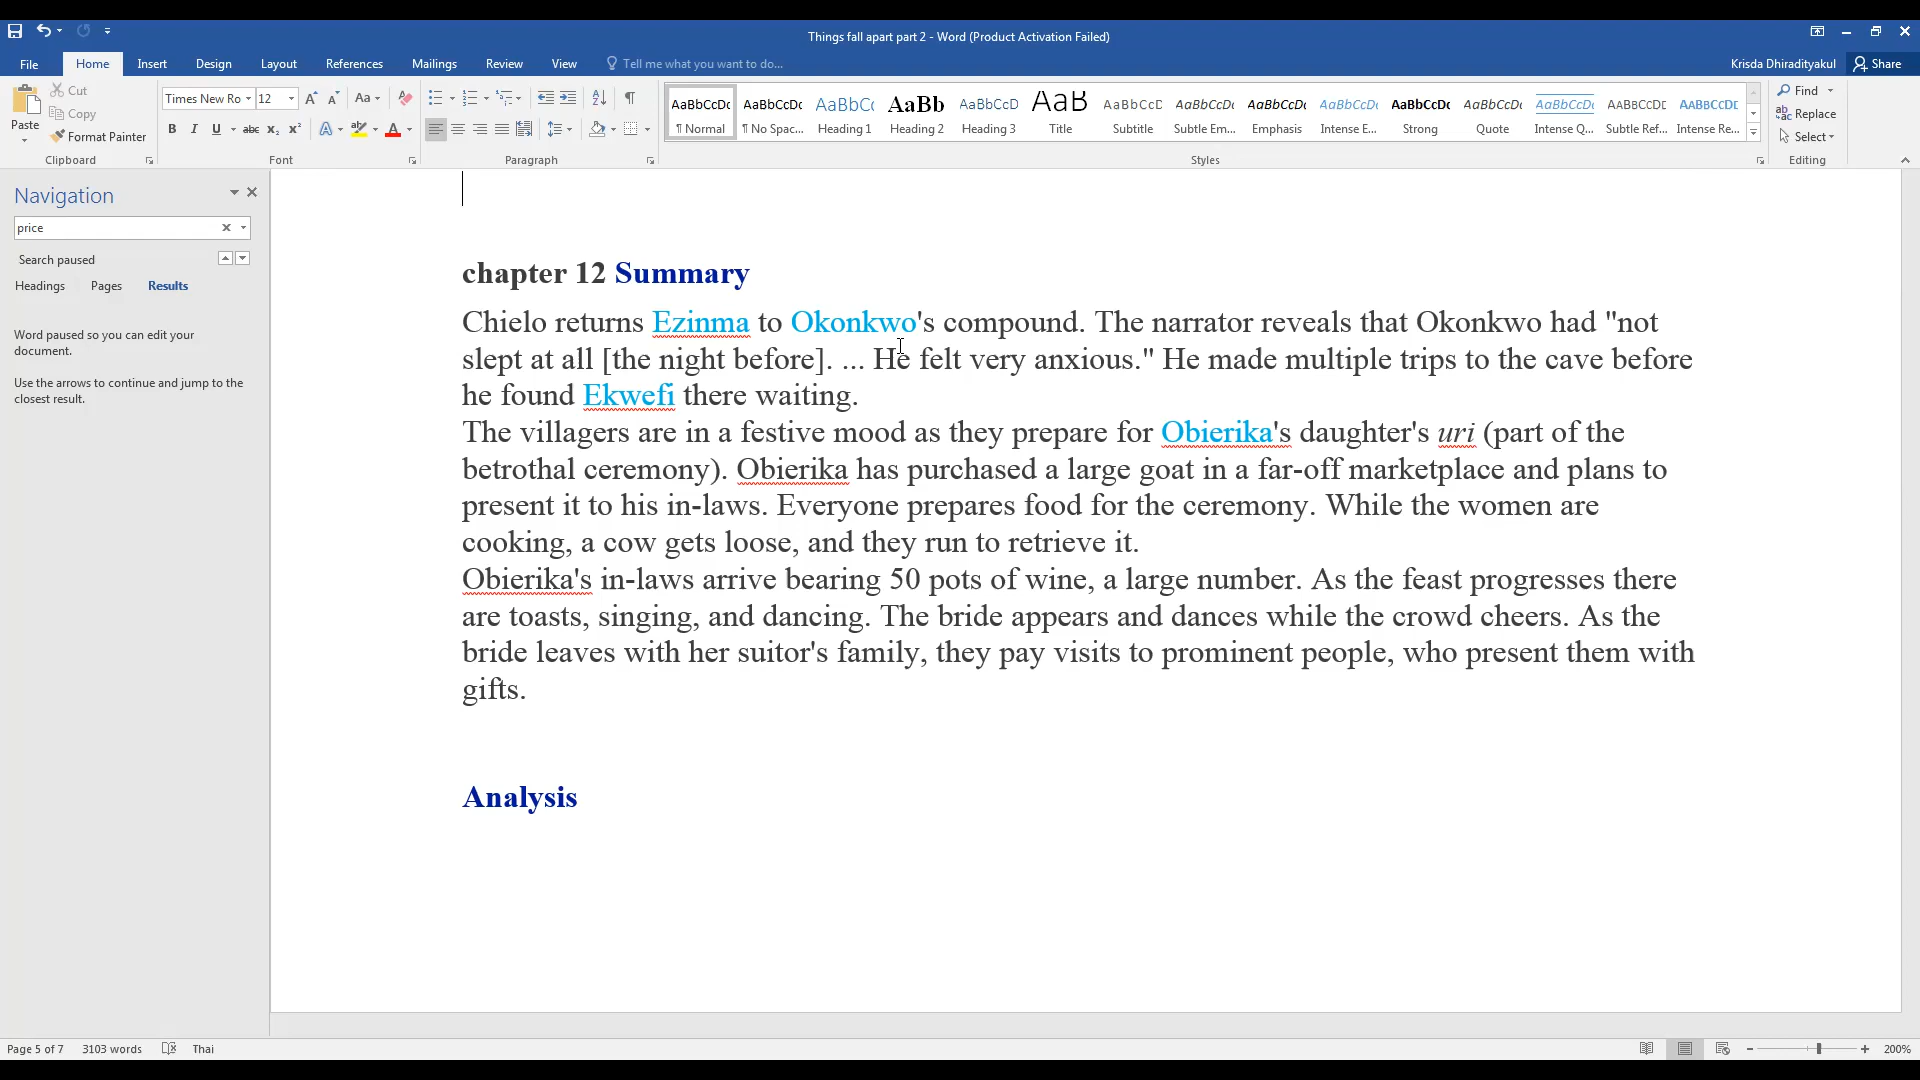 Things fall apart part 2 - Word (Product Activation Failed)
File Home Insert Design Layout References Mailings Review View Tell me what you want to do... Krisda Dhiradityakul Share
Paste Cut Copy Format Painter
Clipboard
Times New Ro 12 Aa
B I U abc x₂ x² A ab A
Font
Paragraph
AaBbCcDc AaBbCcDc AaBbCc AaBb AaBbCcD AaB AaBbCcD AaBbCcDc AaBbCcDc AaBbCcDc AaBbCcDc AaBbCcDc AaBbCcDc AABBCCDE AABBCCDE
¶ Normal ¶ No Spac... Heading 1 Heading 2 Heading 3 Title Subtitle Subtle Em... Emphasis Intense E... Strong Quote Intense Q... Subtle Ref... Intense Re...
Styles
Find
Replace
Select
Editing
Navigation
price
Search paused
Headings Pages Results
Word paused so you can edit your
document.
Use the arrows to continue and jump to the
closest result.
chapter 12 Summary
Chielo returns Ezinma to Okonkwo's compound. The narrator reveals that Okonkwo had "not
slept at all [the night before]. ... He felt very anxious." He made multiple trips to the cave before
he found Ekwefi there waiting.
The villagers are in a festive mood as they prepare for Obierika's daughter's uri (part of the
betrothal ceremony). Obierika has purchased a large goat in a far-off marketplace and plans to
present it to his in-laws. Everyone prepares food for the ceremony. While the women are
cooking, a cow gets loose, and they run to retrieve it.
Obierika's in-laws arrive bearing 50 pots of wine, a large number. As the feast progresses there
are toasts, singing, and dancing. The bride appears and dances while the crowd cheers. As the
bride leaves with her suitor's family, they pay visits to prominent people, who present them with
gifts.
Analysis
Page 5 of 7 3103 words Thai 200%